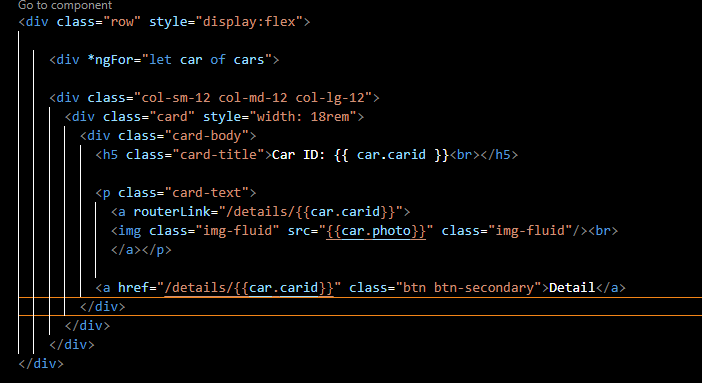 Go to component
<div class="row" style="display:flex">
<div *ngFor="let car of cars">
<div class="col-sm-12 col-md-12 col-lg-12">
<div class="card" style="width: 18rem">
<div class="card-body">
<h5 class="card-title">Car ID: {{ car.carid }}<br></h5>
<p class="card-text">
<a routerLink="/details/{{car.carid}}">
<img class="img-fluid" src="{{car.photo}}" class="img-fluid"/><br>
</a></p>
<a href="/details/{{car.carid}}" class="btn btn-secondary">Detail</a>
</div>
</div>
</div>
</div>